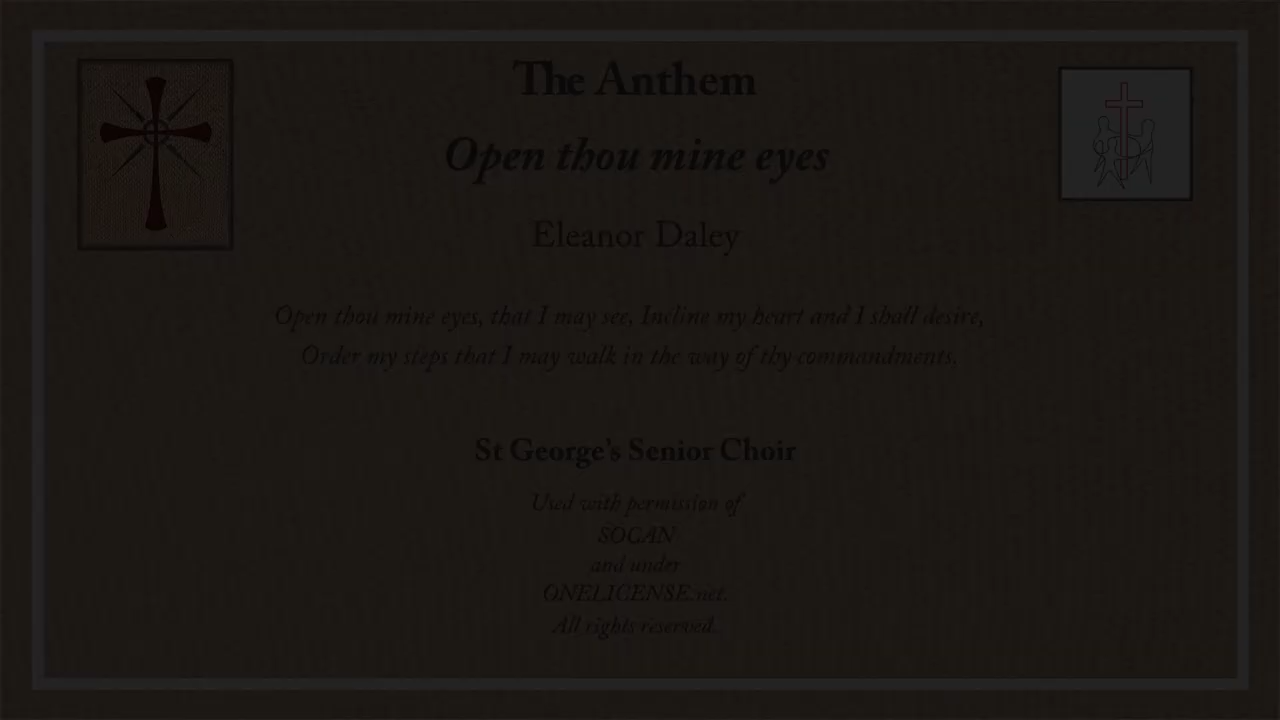 The Anthem
Open thou mine eyes
Eleanor Daley
Open thou mine eyes, that I may see, Incline my heart and I shall desire,
Order my steps that I may walk in the way of thy commandments.
St George's Senior Choir
Used with permission of
SOCAN
and under
ONELICENSE.net.
All rights reserved.